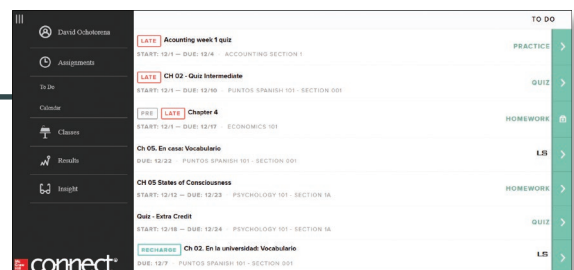 TO DO
David Ochotorena
Assignments
To Do
Calendar
Classes
Results
Insight
Mc Graw Hill Education
connect®
LATE Acounting week 1 quiz
START: 12/1 — DUE: 12/4 · ACCOUNTING SECTION 1
PRACTICE
LATE CH 02 - Quiz Intermediate
START: 12/1 — DUE: 12/10 · PUNTOS SPANISH 101 - SECTION 001
QUIZ
PRE LATE Chapter 4
START: 12/1 — DUE: 12/17 · ECONOMICS 101
HOMEWORK
Ch 05. En casa: Vocabulario
DUE: 12/23 · PUNTOS SPANISH 101 - SECTION 001
LS
CH 05 States of Consciousness
START: 12/12 — DUE: 12/23 · PSYCHOLOGY 101 - SECTION 1A
HOMEWORK
Quiz - Extra Credit
START: 12/18 — DUE: 12/24 · PSYCHOLOGY 101 - SECTION 1A
QUIZ
RECHARGE Ch 02. En la universidad: Vocabulario
DUE: 12/7 · PUNTOS SPANISH 101 - SECTION 001
LS